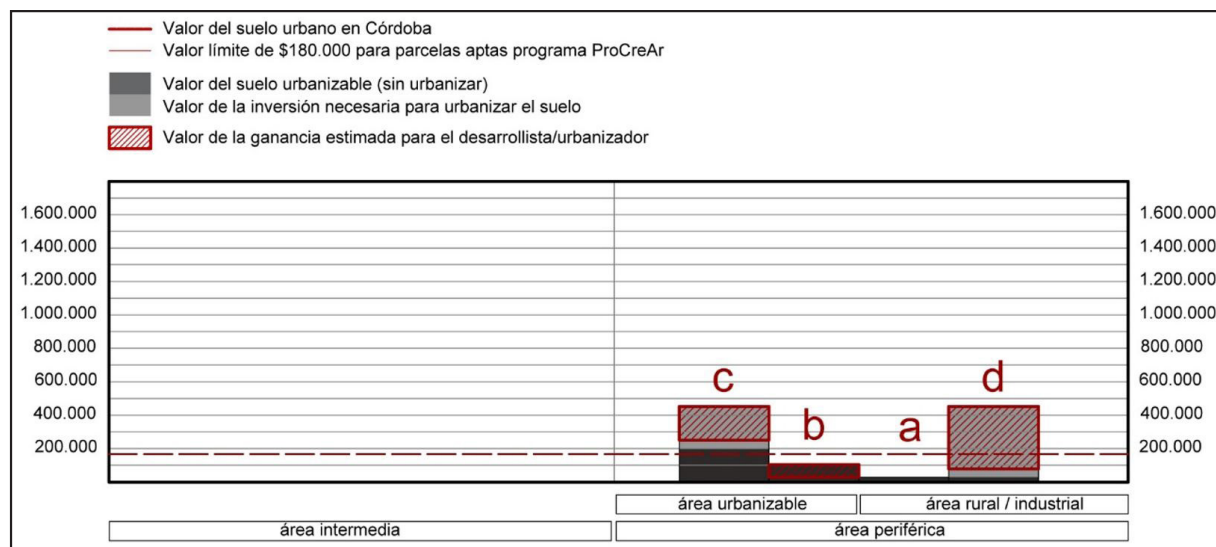 Valor del suelo urbano en Córdoba
Valor límite de $180.000 para parcelas aptas programa ProCreAr
Valor del suelo urbanizable (sin urbanizar)
Valor de la inversión necesaria para urbanizar el suelo
Valor de la ganancia estimada para el desarrollista/urbanizador
1.600.000 1.600.000
1.400.000 1.400.000
1.200.000 1.200.000
1.000.000 1.000.000
800.000 800.000
600.000 c d 600.000
400.000 b a 400.000
200.000 200.000
área urbanizable área rural / industrial
área intermedia área periférica